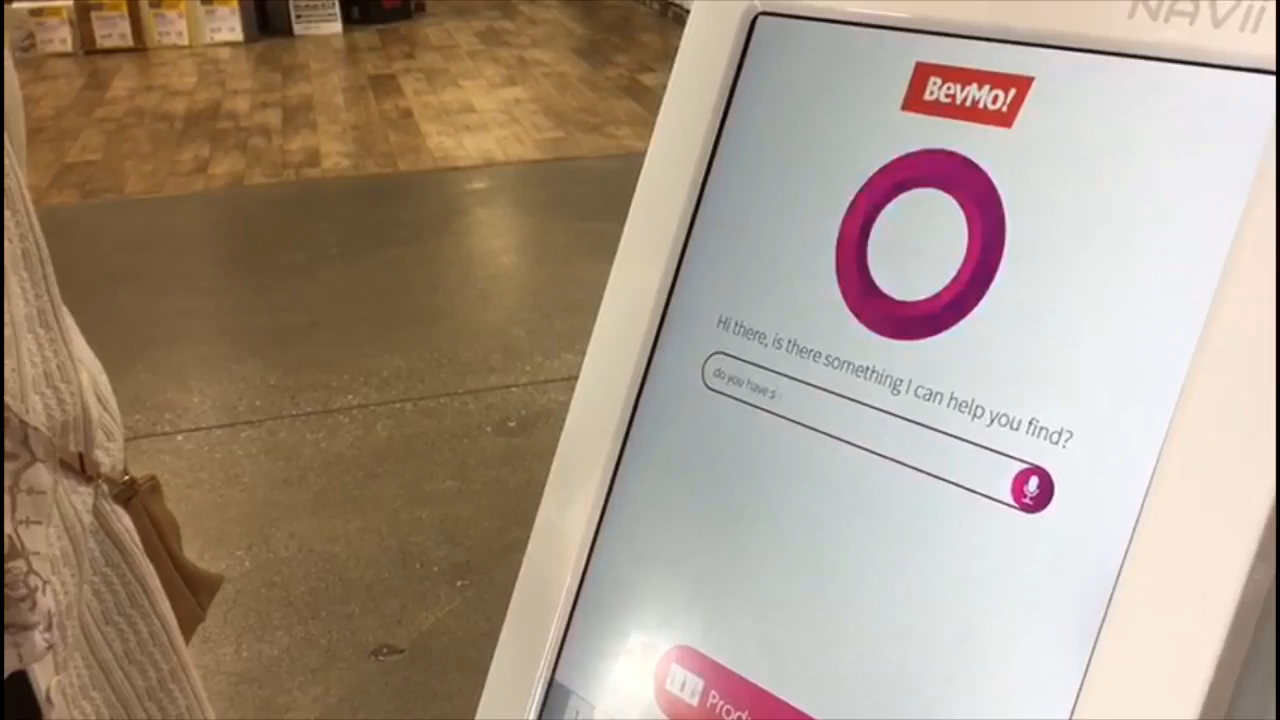 NAVii
BevMo!
Hi there, is there something I can help you find?
do you have s